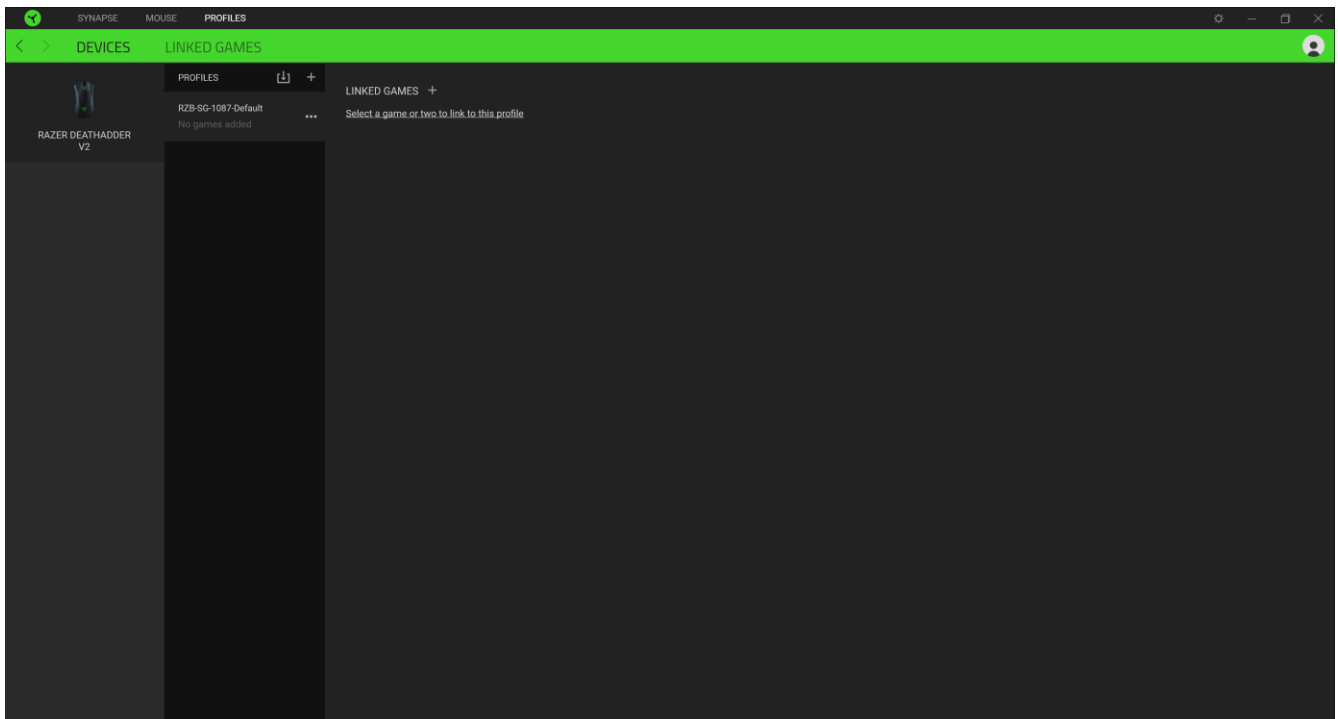 SYNAPSE MOUSE PROFILES
DEVICES LINKED GAMES
RAZER DEATHADDER
V2
PROFILES
RZB-SG-1087-Default
No games added
LINKED GAMES
Select a game or two to link to this profile